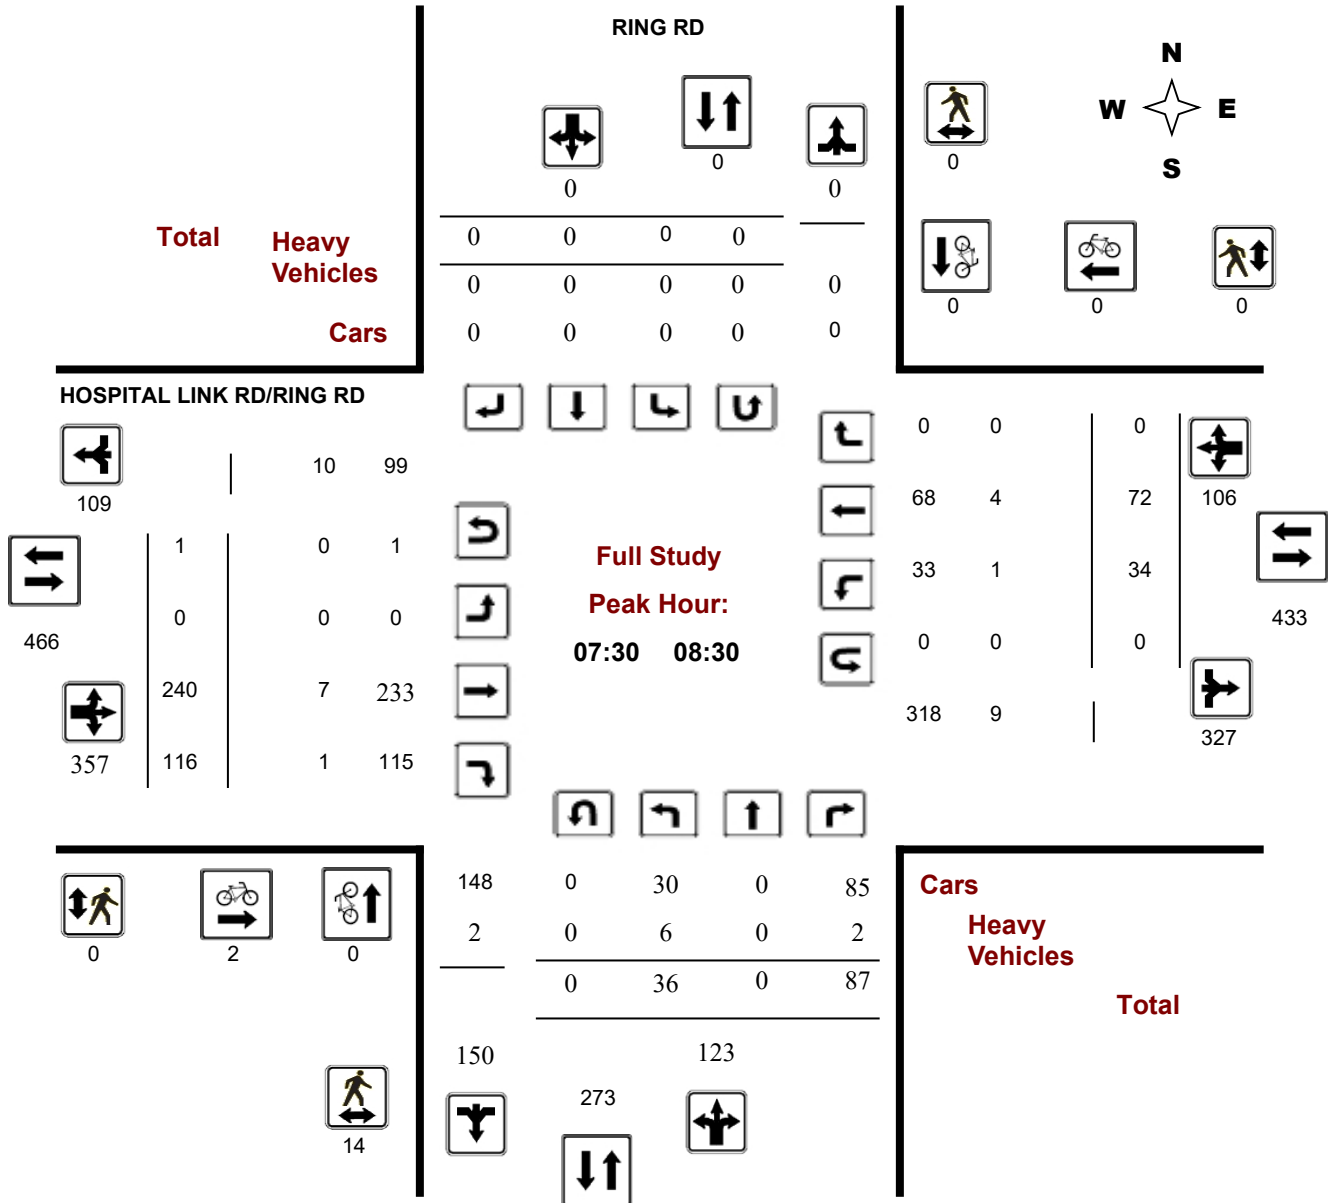 RING RD
N
W E
S
0
0
0 0
0
Total Heavy Vehicles
0 0 0 0
0 0 0 0 0
Cars
0 0 0 0 0
0 0 0
HOSPITAL LINK RD/RING RD
109
10 99
0 0 0
68 4 72
106
466
1 0 1
33 1 34
433
0 0 0
0 0 0
240 7 233
318 9
327
357
116 1 115
Full Study
Peak Hour:
07:30 08:30
148 0 30 0 85
Cars
2 0 6 0 2
Heavy
Vehicles
0 36 0 87
Total
0 2 0
150
123
273
14